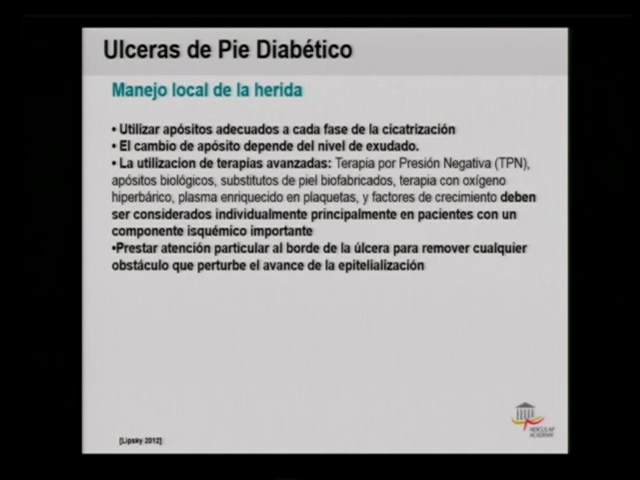 Ulceras de Pie Diabético
Manejo local de la herida
• Utilizar apósitos adecuados a cada fase de la cicatrización
• El cambio de apósito depende del nivel de exudado.
• La utilizacion de terapias avanzadas: Terapia por Presión Negativa (TPN),
apósitos biológicos, substitutos de piel biofabricados, terapia con oxígeno
hiperbárico, plasma enriquecido en plaquetas, y factores de crecimiento deben
ser considerados individualmente principalmente en pacientes con un
componente isquémico importante
•Prestar atención particular al borde de la úlcera para remover cualquier
obstáculo que perturbe el avance de la epitelialización
[Lipsky 2012]
AESCULAP
ACADEMY